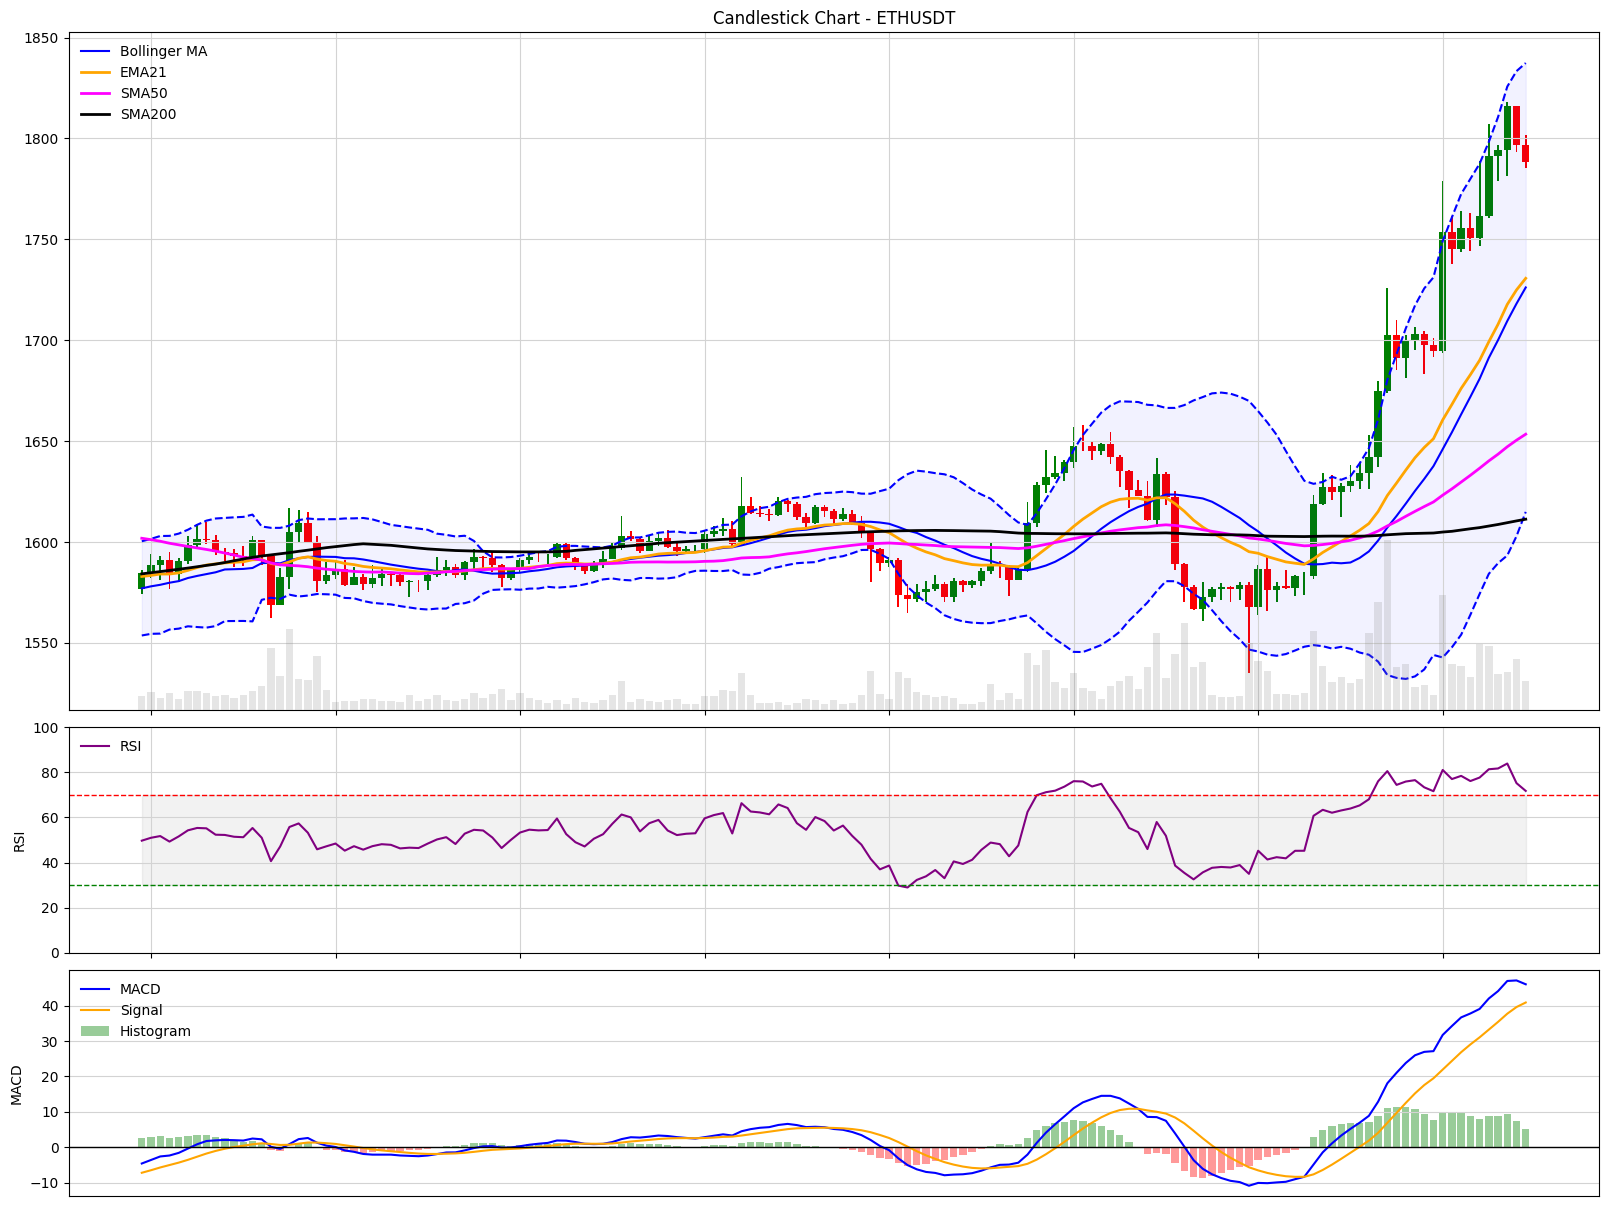 Candlestick Chart - ETHUSDT
1850
1800
1750
1700
1650
1600
1550
Bollinger MA
EMA21
SMA50
SMA200
RSI
100
80
60
40
20
0
RSI
MACD
40
30
20
10
0
−10
MACD
Signal
Histogram